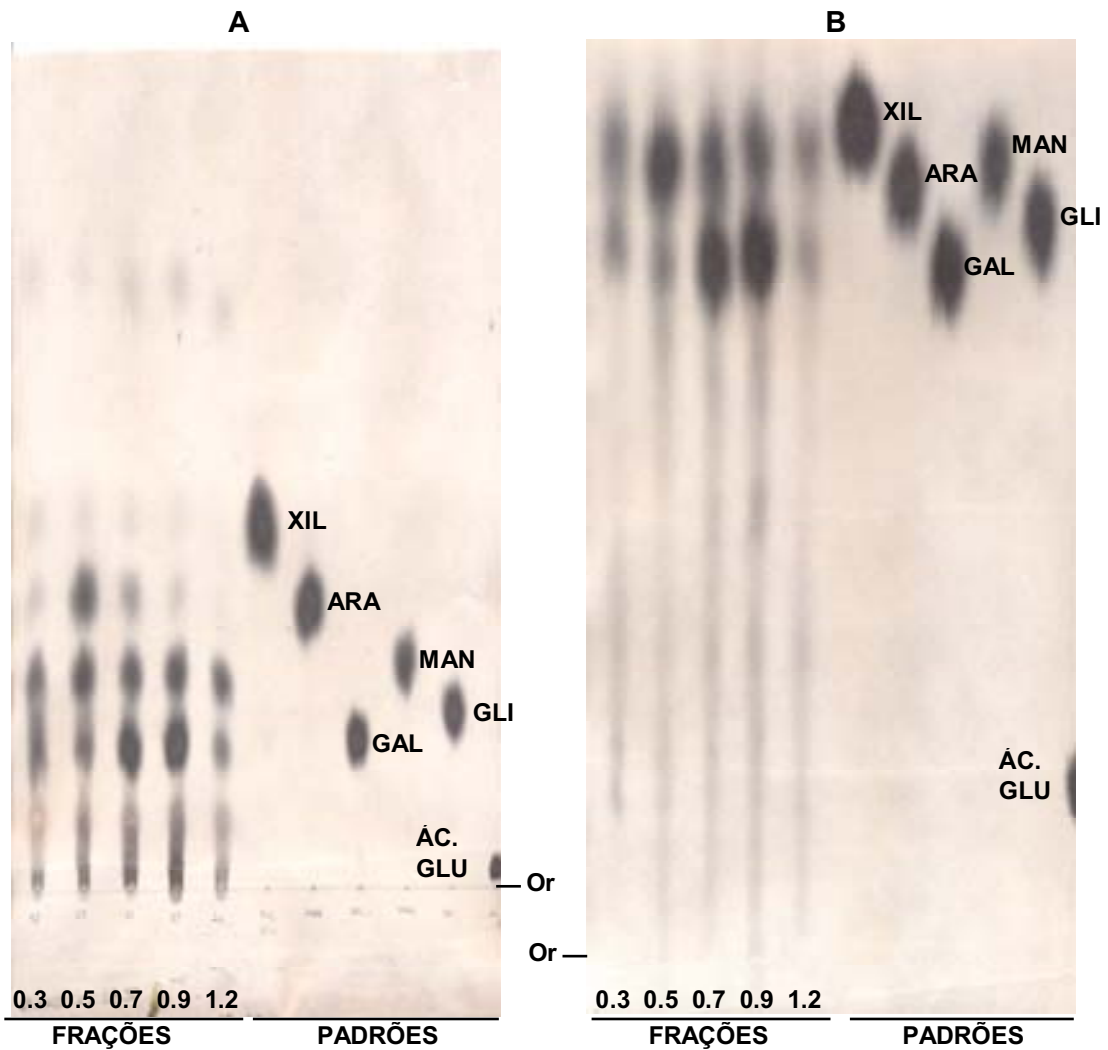 A
XIL
ARA
MAN
GLI
GAL
ÁC.
GLU
Or
0.3 0.5 0.7 0.9 1.2
FRAÇÕES
PADRÕES
B
XIL
MAN
ARA
GLI
GAL
ÁC.
GLU
Or
0.3 0.5 0.7 0.9 1.2
FRAÇÕES
PADRÕES